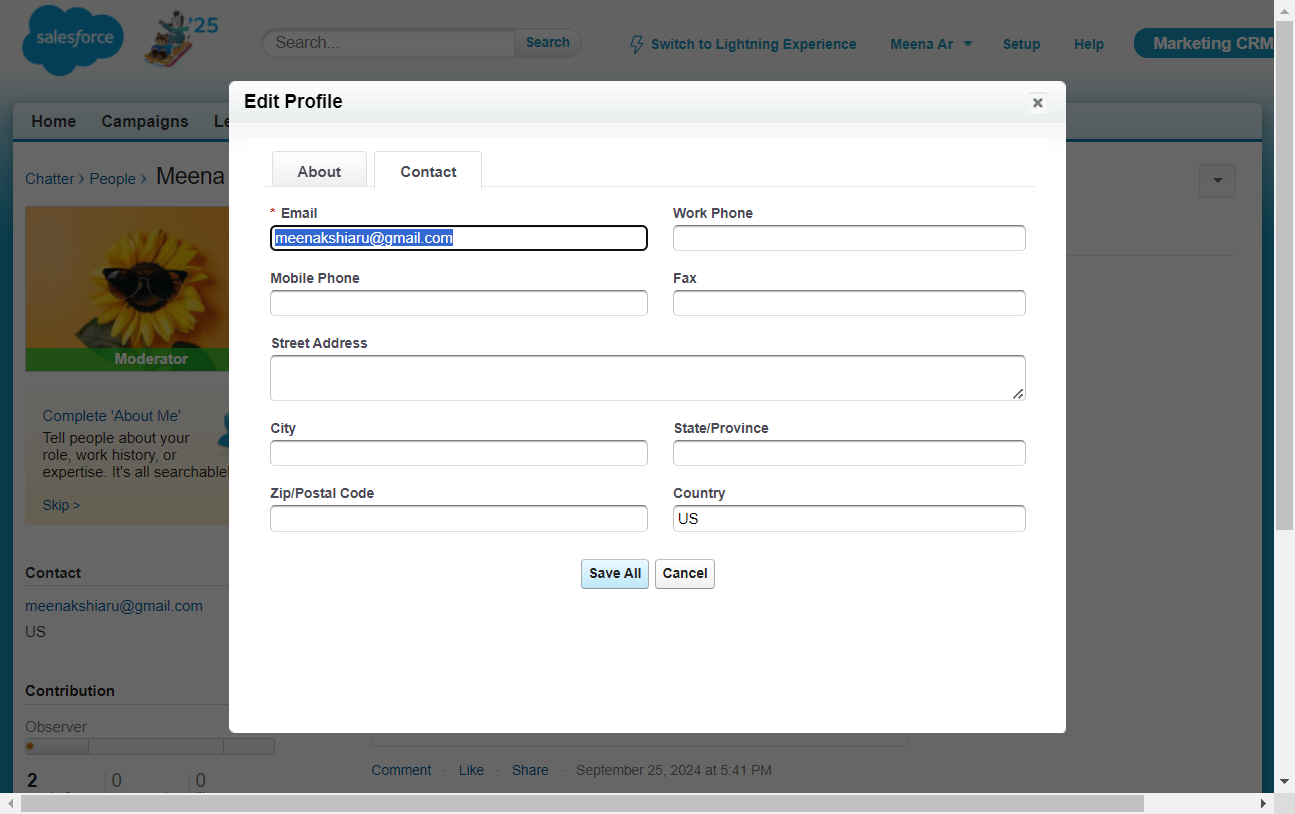 salesforce
'25
Search...
Search
Switch to Lightning Experience
Meena Ar
Setup
Help
Marketing CRM
Edit Profile
Home
Campaigns
Le
About
Contact
Chatter › People › Meena
* Email
Work Phone
meenakshiaru@gmail.com
Mobile Phone
Fax
Street Address
Moderator
Complete 'About Me'
Tell people about your
role, work history, or
expertise. It's all searchable!
Skip >
City
State/Province
Zip/Postal Code
Country
US
Save All
Cancel
Contact
meenakshiaru@gmail.com
US
Contribution
Observer
2
0
0
Comment · Like · Share · September 25, 2024 at 5:41 PM